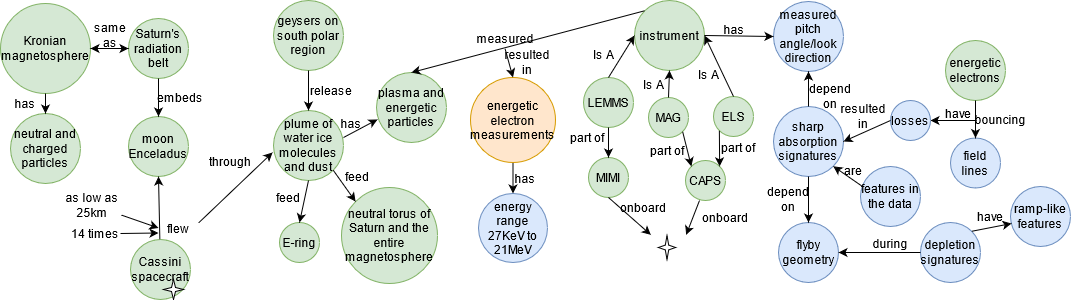 Kronian
magnetosphere
same
as
Saturn's
radiation
belt
has
neutral and
charged
particles
embeds
moon
Enceladus
as low as
25km
14 times
flew
through
Cassini
spacecraft
geysers on
south polar
region
release
plume of
water ice
molecules
and dust
has
plasma and
energetic
particles
feed
E-ring
feed
neutral torus of
Saturn and the
entire
magnetosphere
measured
resulted
in
energetic
electron
measurements
has
energy
range
27KeV to
21MeV
instrument
Is A
LEMMS
part of
MIMI
onboard
Is A
MAG
part of
Is A
ELS
part of
CAPS
onboard
has
measured
pitch
angle/look
direction
depend
on
sharp
absorption
signatures
resulted
in
losses
have
energetic
electrons
bouncing
field
lines
are
features in
the data
depend
on
flyby
geometry
during
depletion
signatures
have
ramp-like
features